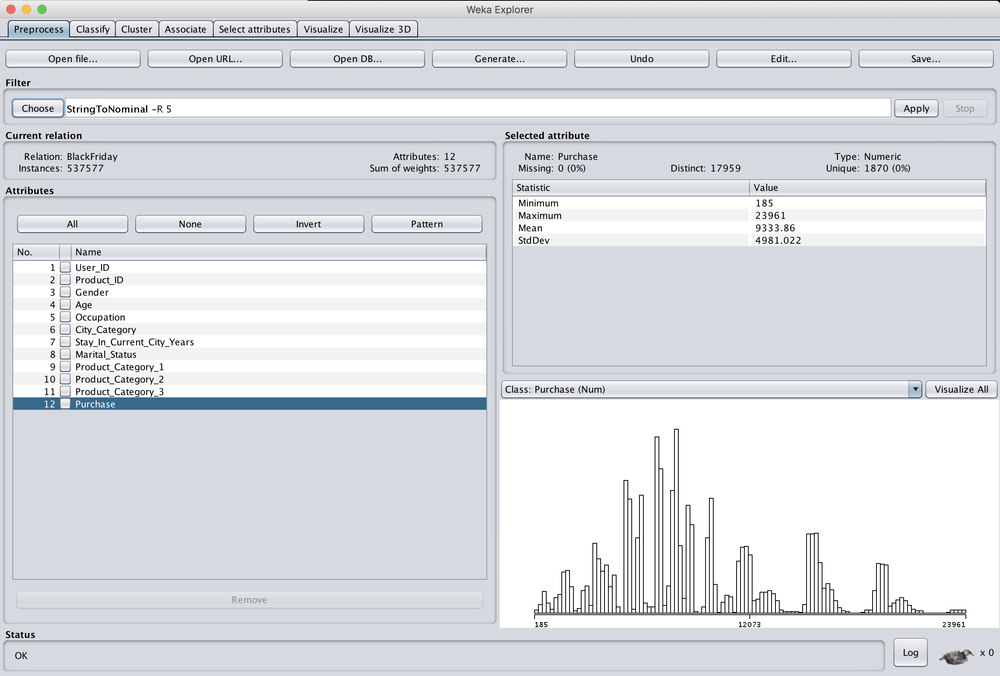 Weka Explorer
Preprocess Classify Cluster Associate Select attributes Visualize Visualize 3D
Open file... Open URL... Open DB... Generate... Undo Edit... Save...
Filter
Choose StringToNominal -R 5 Apply Stop
Current relation
Relation: BlackFriday Attributes: 12
Instances: 537577 Sum of weights: 537577
Attributes
All None Invert Pattern
No. Name
1 User_ID
2 Product_ID
3 Gender
4 Age
5 Occupation
6 City_Category
7 Stay_In_Current_City_Years
8 Marital_Status
9 Product_Category_1
10 Product_Category_2
11 Product_Category_3
12 Purchase
Remove
Selected attribute
Name: Purchase Type: Numeric
Missing: 0 (0%) Distinct: 17959 Unique: 1870 (0%)
Statistic Value
Minimum 185
Maximum 23961
Mean 9333.86
StdDev 4981.022
Class: Purchase (Num) Visualize All
185 12073 23961
Status
OK Log x 0